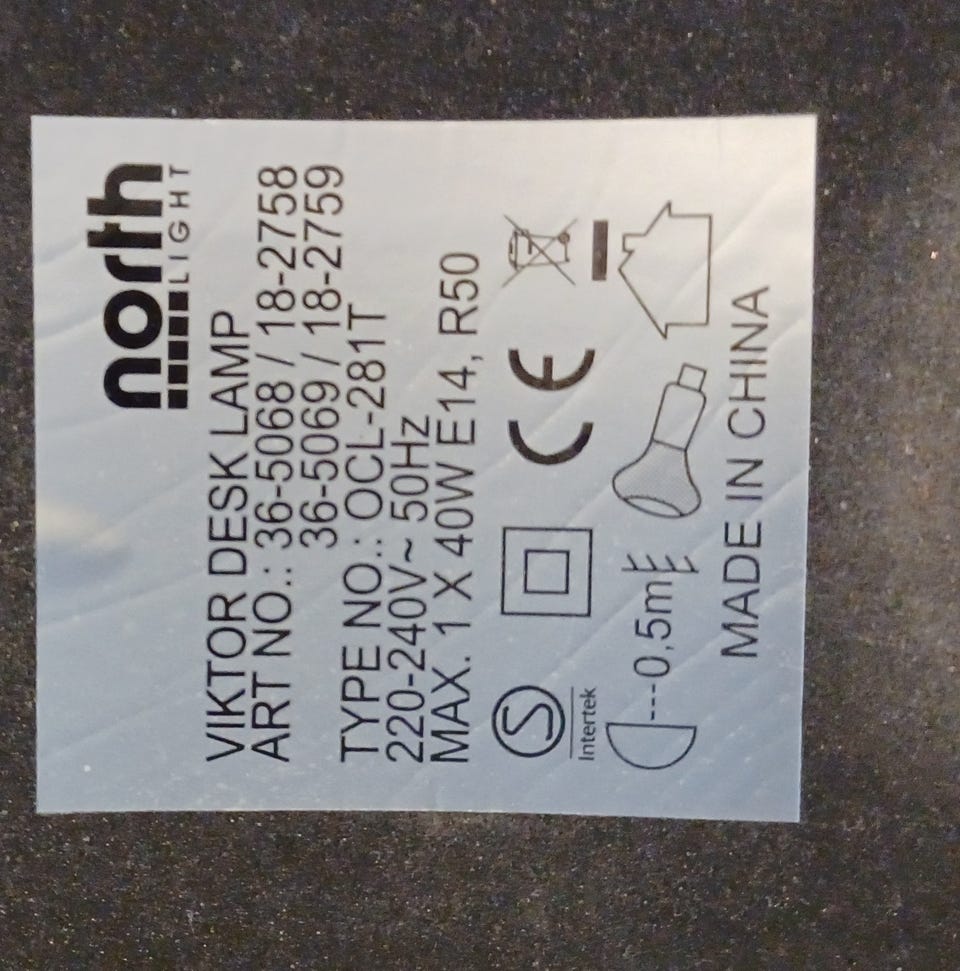 north
LIGHT
VIKTOR DESK LAMP
ART NO.: 36-5068 / 18-2758
36-5069 / 18-2759
TYPE NO.: OCL-281T
220-240V~ 50Hz
MAX. 1 X 40W E14, R50
S
Intertek
CE
0,5m
MADE IN CHINA